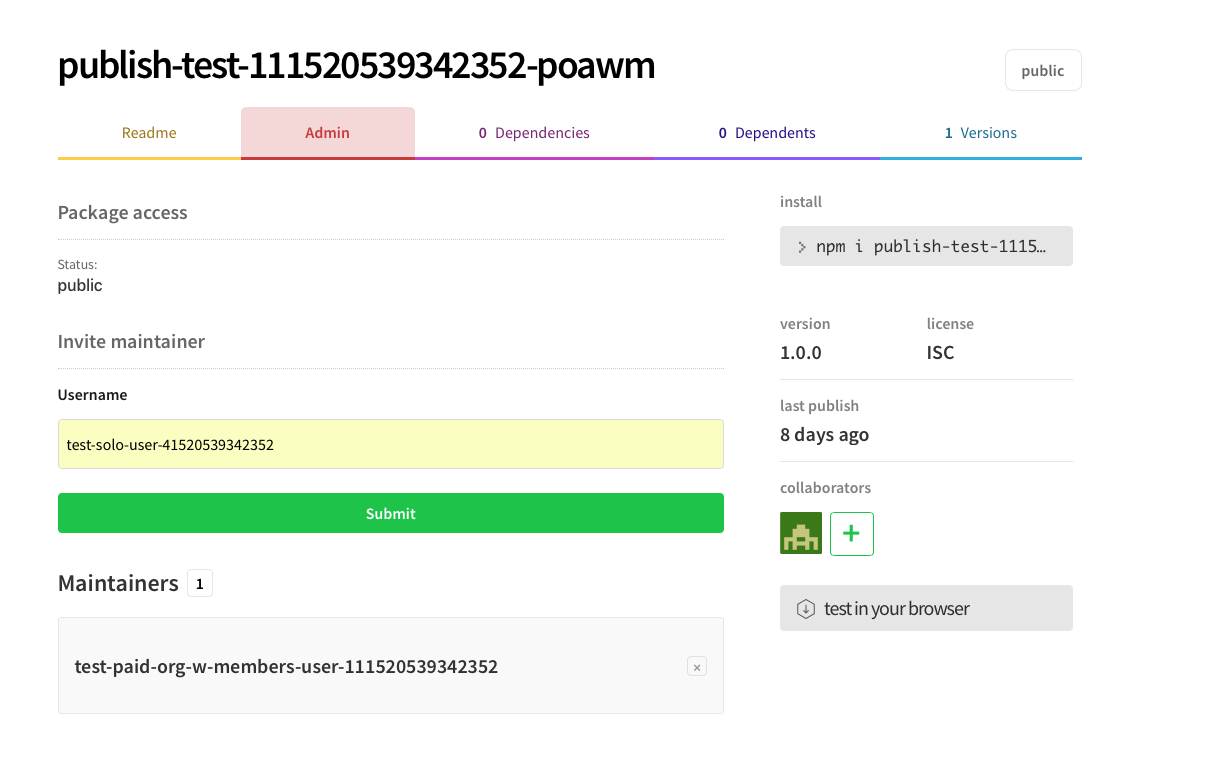 publish-test-111520539342352-poawm
public
Readme
Admin
0 Dependencies
0 Dependents
1 Versions
Package access
Status:
public
Invite maintainer
Username
test-solo-user-41520539342352
Submit
Maintainers 1
test-paid-org-w-members-user-111520539342352
×
install
> npm i publish-test-1115…
version
license
1.0.0
ISC
last publish
8 days ago
collaborators
+
test in your browser